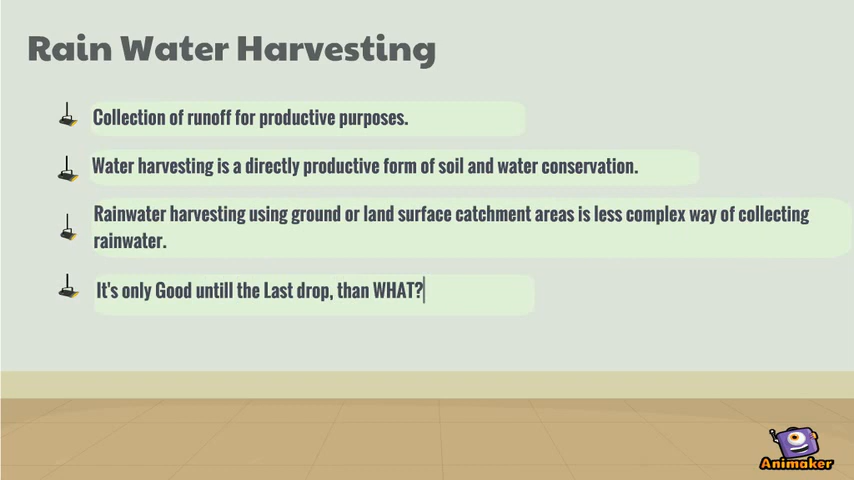 Rain Water Harvesting
Collection of runoff for productive purposes.
Water harvesting is a directly productive form of soil and water conservation.
Rainwater harvesting using ground or land surface catchment areas is less complex way of collecting
rainwater.
It's only Good untill the Last drop, than WHAT?
Animaker